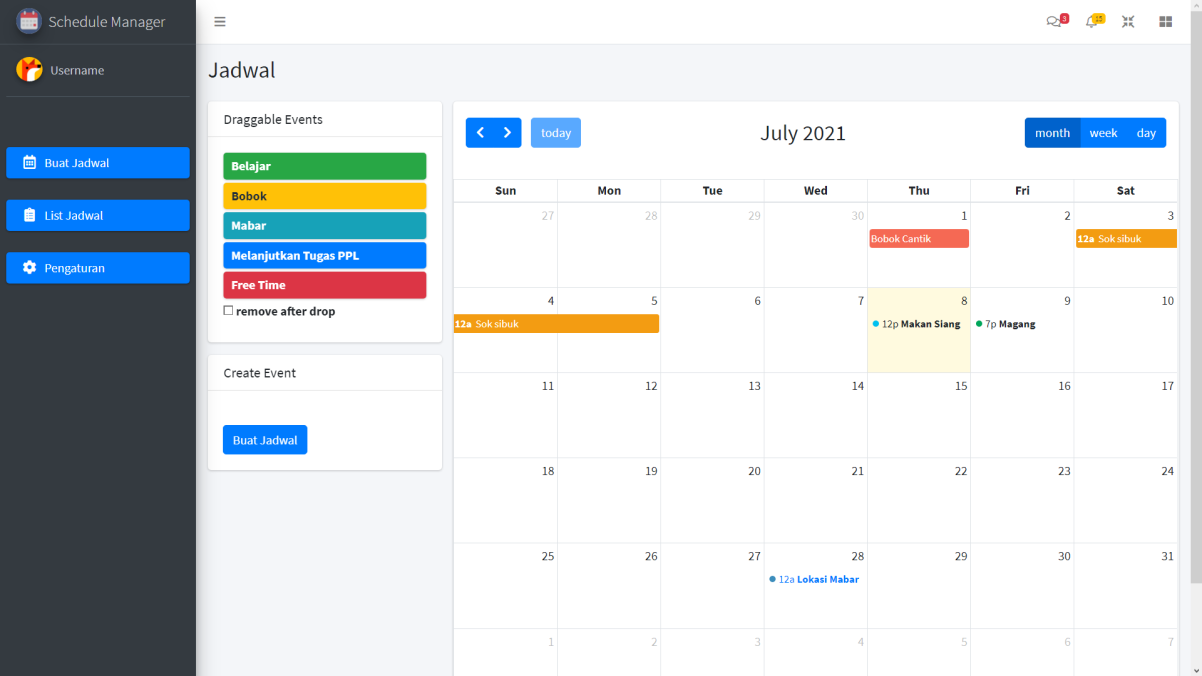 Schedule Manager
3
15
Username
Jadwal
Buat Jadwal
List Jadwal
Pengaturan
Draggable Events
Belajar
Bobok
Mabar
Melanjutkan Tugas PPL
Free Time
remove after drop
Create Event
Buat Jadwal
today
July 2021
month week day
Sun Mon Tue Wed Thu Fri Sat
27 28 29 30 1 2 3
Bobok Cantik
12a Sok sibuk
4 5 6 7 8 9 10
12a Sok sibuk
12p Makan Siang
7p Magang
11 12 13 14 15 16 17
18 19 20 21 22 23 24
25 26 27 28 29 30 31
12a Lokasi Mabar
1 2 3 4 5 6 7